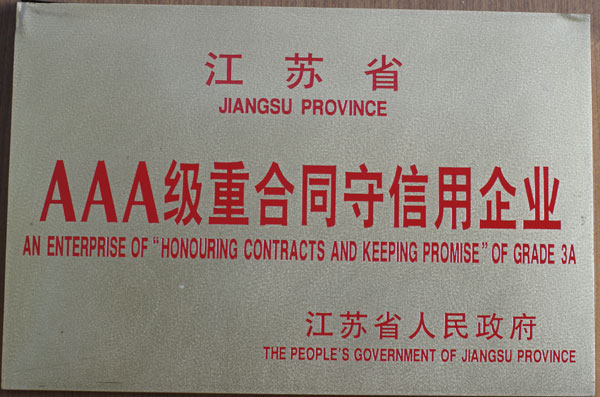 江苏省
JIANGSU PROVINCE
AAA级重合同守信用企业
AN ENTERPRISE OF "HONOURING CONTRACTS AND KEEPING PROMISE" OF GRADE 3A
江苏省人民政府
THE PEOPLE'S GOVERNMENT OF JIANGSU PROVINCE